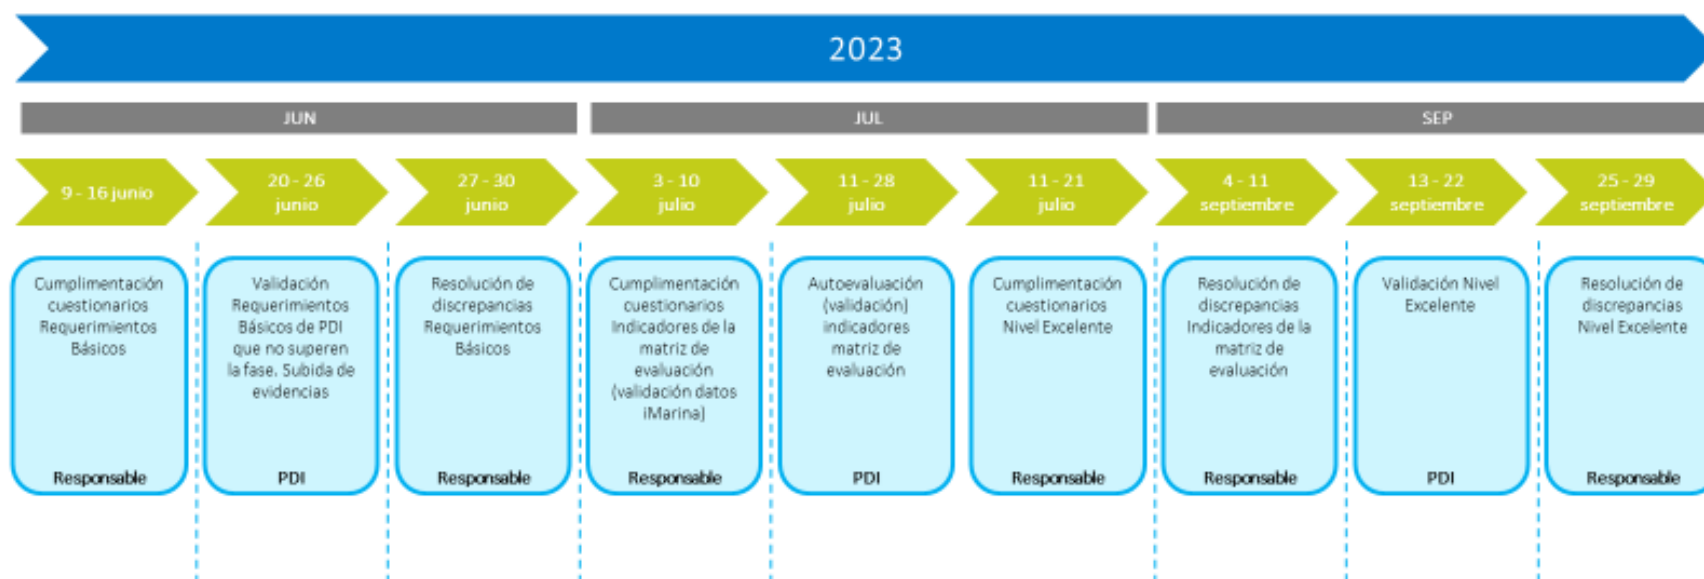 2023
JUN
JUL
SEP
9 - 16 junio
20 - 26
junio
27 - 30
junio
3 - 10
julio
11 - 28
julio
11 - 21
julio
4 - 11
septiembre
13 - 22
septiembre
25 - 29
septiembre
Cumplimentación
cuestionarios
Requerimientos
Básicos
Responsable
Validación
Requerimientos
Básicos de PDI
que no superen
la fase. Subida de
evidencias
PDI
Resolución de
discrepancias
Requerimientos
Básicos
Responsable
Cumplimentación
cuestionarios
Indicadores de la
matriz de
evaluación
(validación datos
iMarina)
Responsable
Autoevaluación
(validación)
indicadores
matriz de
evaluación
PDI
Cumplimentación
cuestionarios
Nivel Excelente
Responsable
Resolución de
discrepancias
Indicadores de la
matriz de
evaluación
Responsable
Validación Nivel
Excelente
PDI
Resolución de
discrepancias
Nivel Excelente
Responsable